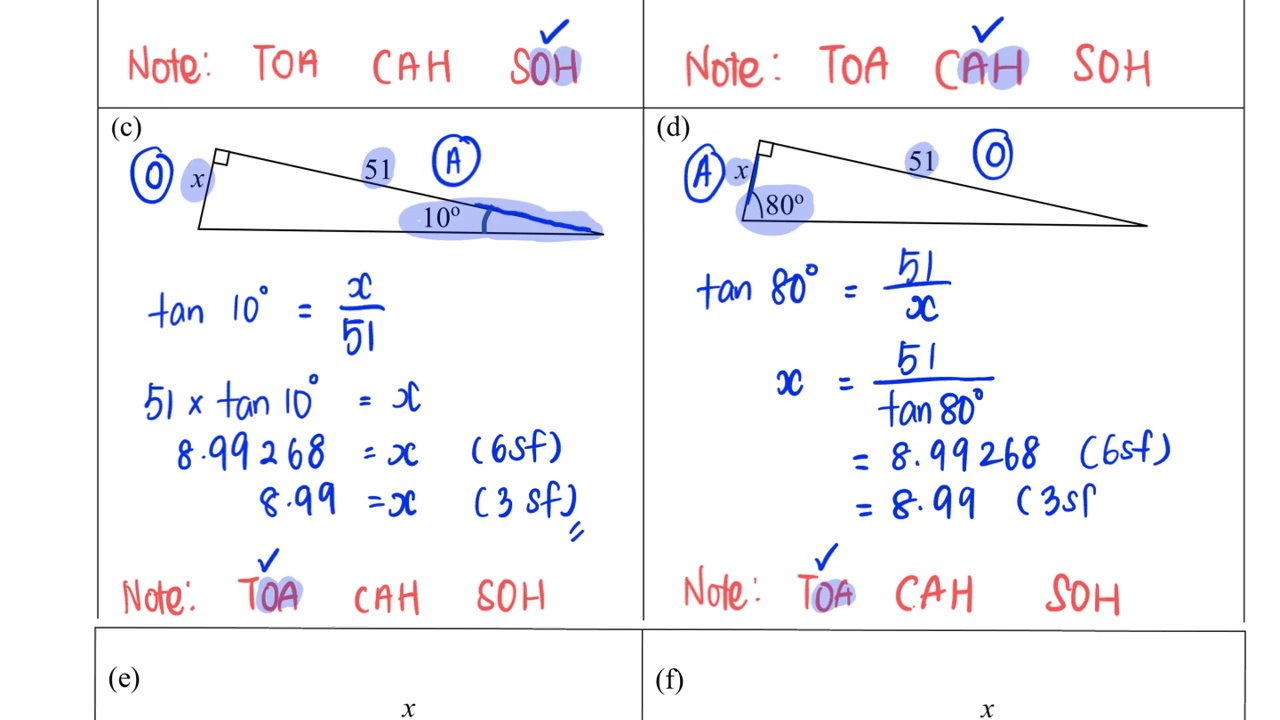 Note: TOA CAH SOH
Note: TOA CAH SOH
(c)
O x 51 A
10°
tan 10° = x/51
51 × tan 10° = x
8.99268 = x (6sf)
8.99 = x (3 sf)
Note: TOA CAH SOH
(d)
A x 51 O
80°
tan 80° = 51/x
x = 51/tan 80°
= 8.99268 (6sf)
= 8.99 (3sf
Note: TOA CAH SOH
(e)
x
(f)
x